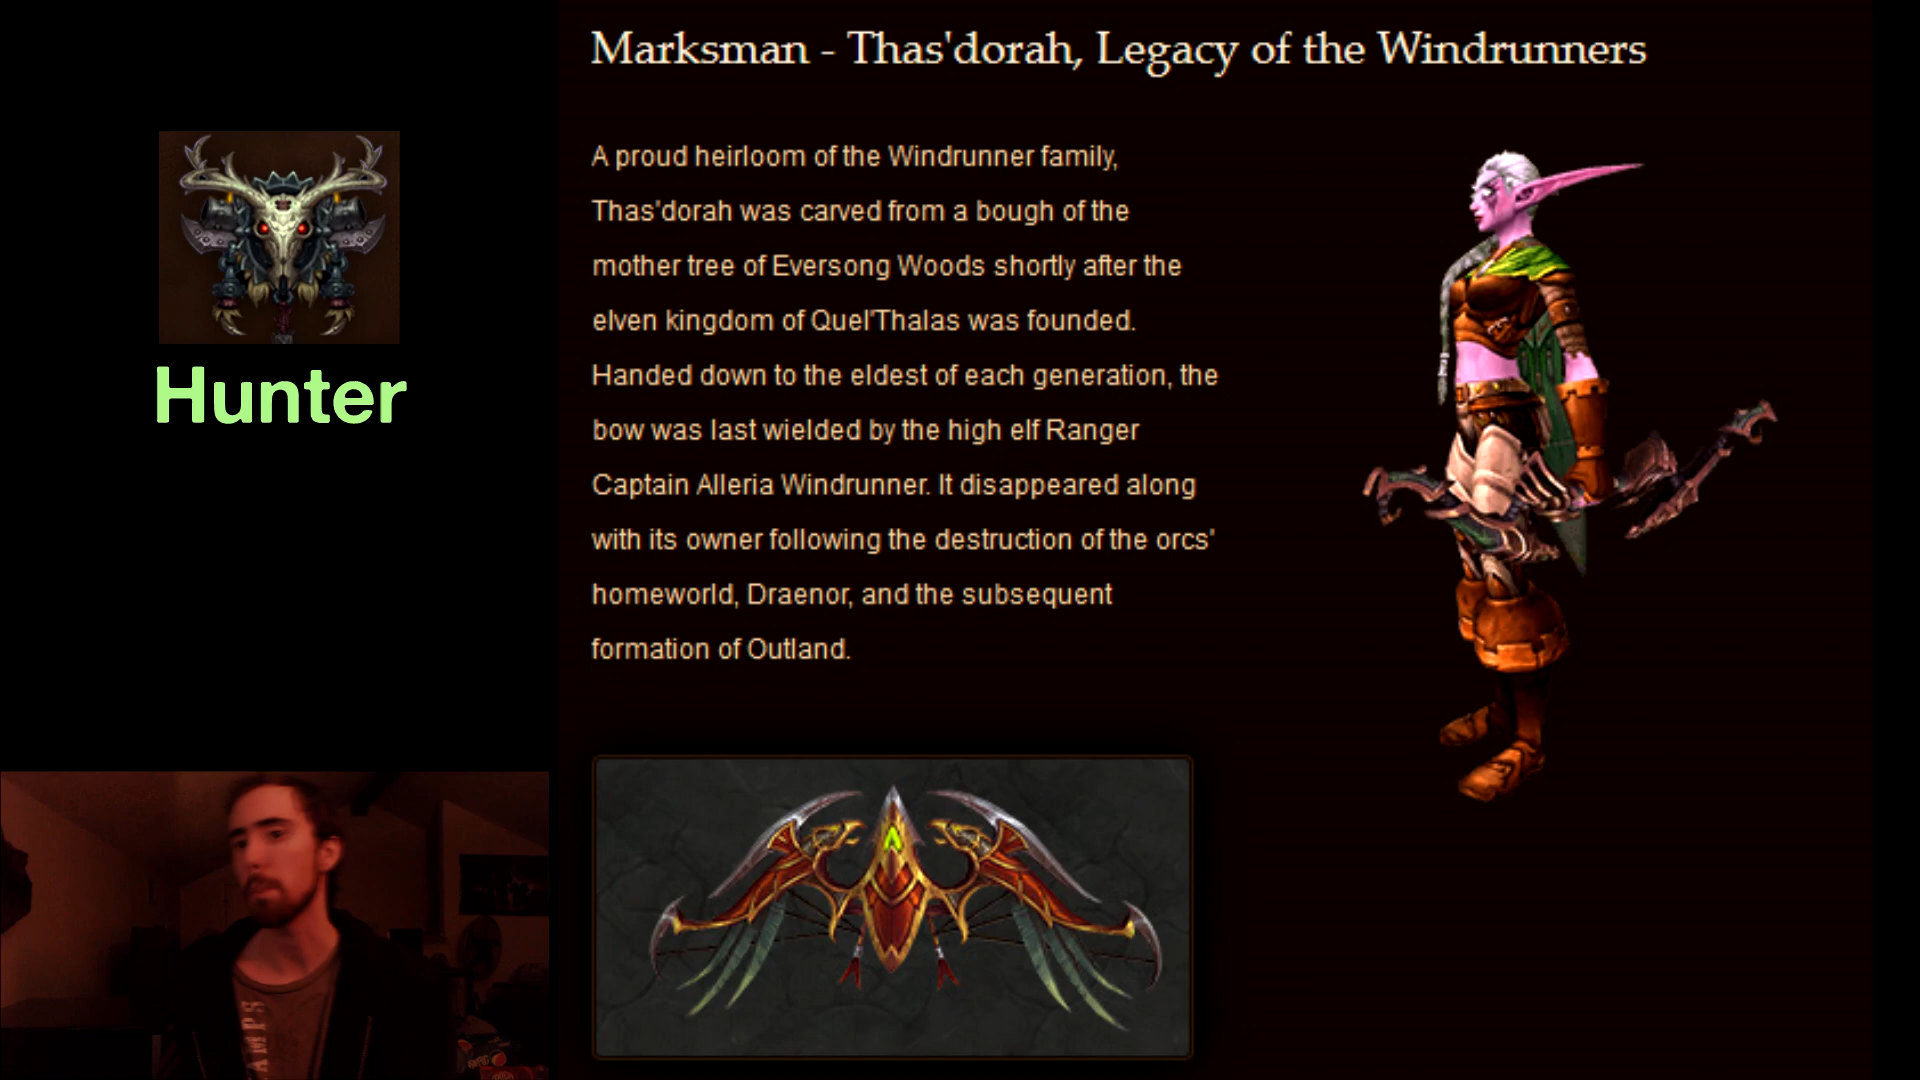 Marksman - Thas'dorah, Legacy of the Windrunners
A proud heirloom of the Windrunner family,
Thas'dorah was carved from a bough of the
mother tree of Eversong Woods shortly after the
elven kingdom of Quel'Thalas was founded.
Handed down to the eldest of each generation, the
bow was last wielded by the high elf Ranger
Captain Alleria Windrunner. It disappeared along
with its owner following the destruction of the orcs'
homeworld, Draenor, and the subsequent
formation of Outland.
Hunter